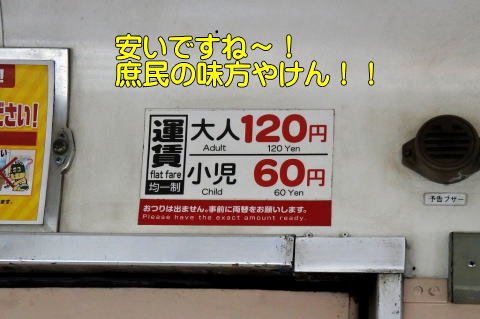 安いですね～！
庶民の味方やけん！！
！
ださい！
運賃
flat fare
均一制
大人120円
Adult 120 Yen
小児 60円
Child 60 Yen
おつりは出ません。事前に両替をお願いします。
Please have the exact amount ready.
予告ブザー